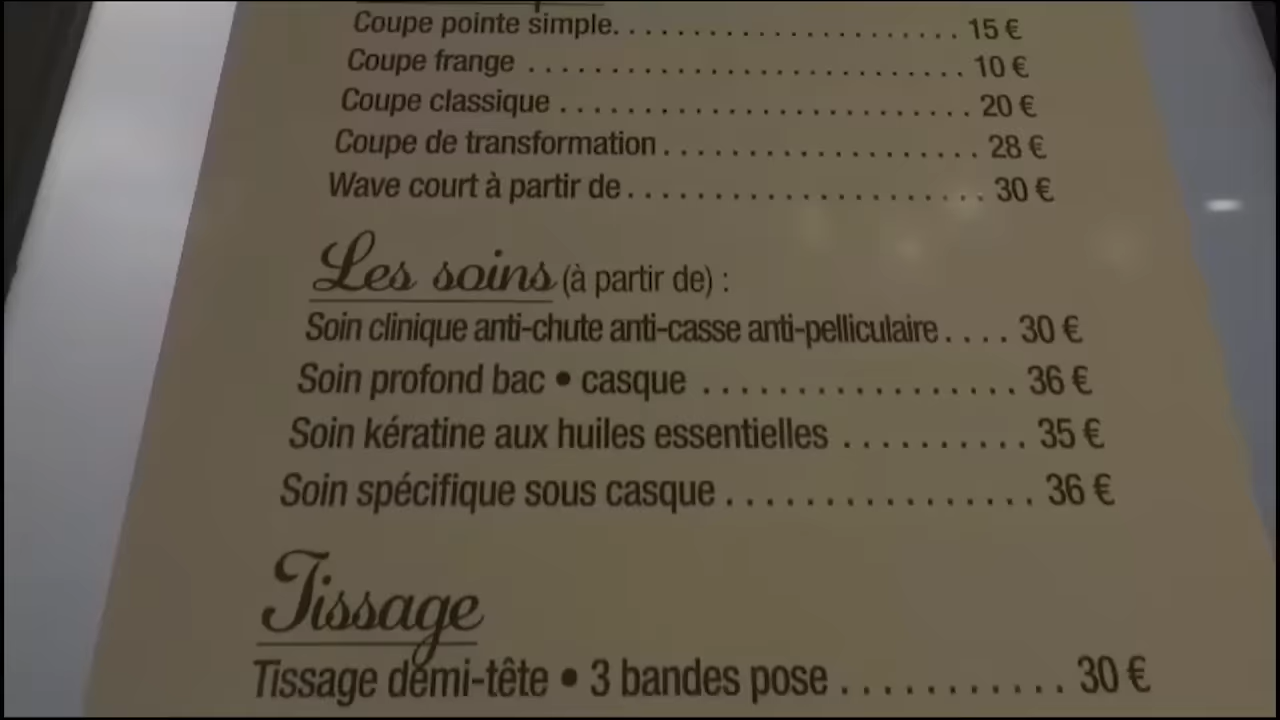 Coupe pointe simple. . . . . . . . . . . . . . . . . . . . . . 15 €
Coupe frange . . . . . . . . . . . . . . . . . . . . . . . . . . . 10 €
Coupe classique . . . . . . . . . . . . . . . . . . . . . . . . . 20 €
Coupe de transformation . . . . . . . . . . . . . . . . . . . 28 €
Wave court à partir de . . . . . . . . . . . . . . . . . . . . . 30 €
Les soins (à partir de) :
Soin clinique anti-chute anti-casse anti-pelliculaire . . . . 30 €
Soin profond bac • casque . . . . . . . . . . . . . . . . . 36 €
Soin kératine aux huiles essentielles . . . . . . . . . . 35 €
Soin spécifique sous casque . . . . . . . . . . . . . . . . 36 €
Tissage
Tissage demi-tête • 3 bandes pose . . . . . . . . . . . 30 €